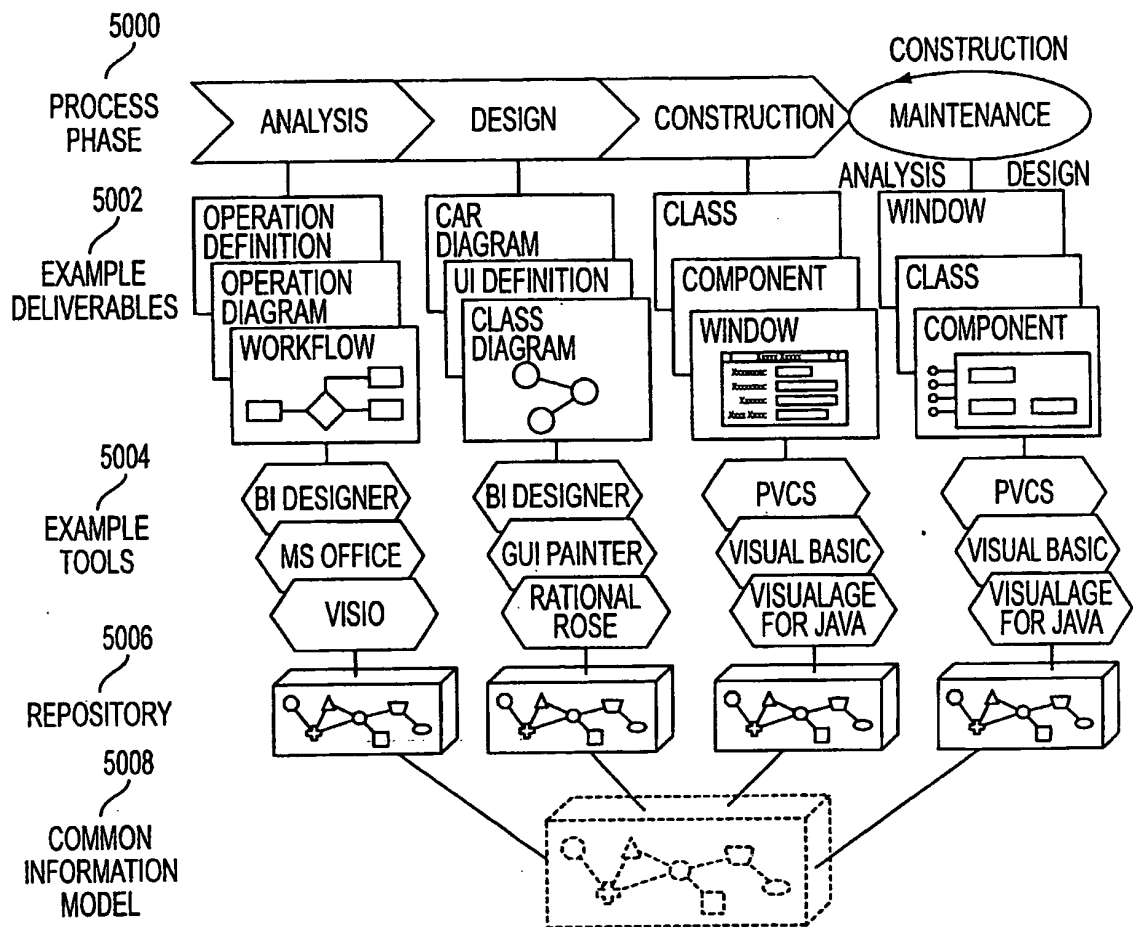 5000
PROCESS
PHASE
ANALYSIS
DESIGN
CONSTRUCTION
CONSTRUCTION
MAINTENANCE
ANALYSIS
DESIGN
5002
EXAMPLE
DELIVERABLES
OPERATION
DEFINITION
OPERATION
DIAGRAM
WORKFLOW
CAR
DIAGRAM
UI DEFINITION
CLASS
DIAGRAM
CLASS
COMPONENT
WINDOW
WINDOW
CLASS
COMPONENT
5004
EXAMPLE
TOOLS
BI DESIGNER
MS OFFICE
VISIO
BI DESIGNER
GUI PAINTER
RATIONAL
ROSE
PVCS
VISUAL BASIC
VISUALAGE
FOR JAVA
PVCS
VISUAL BASIC
VISUALAGE
FOR JAVA
5006
REPOSITORY
5008
COMMON
INFORMATION
MODEL